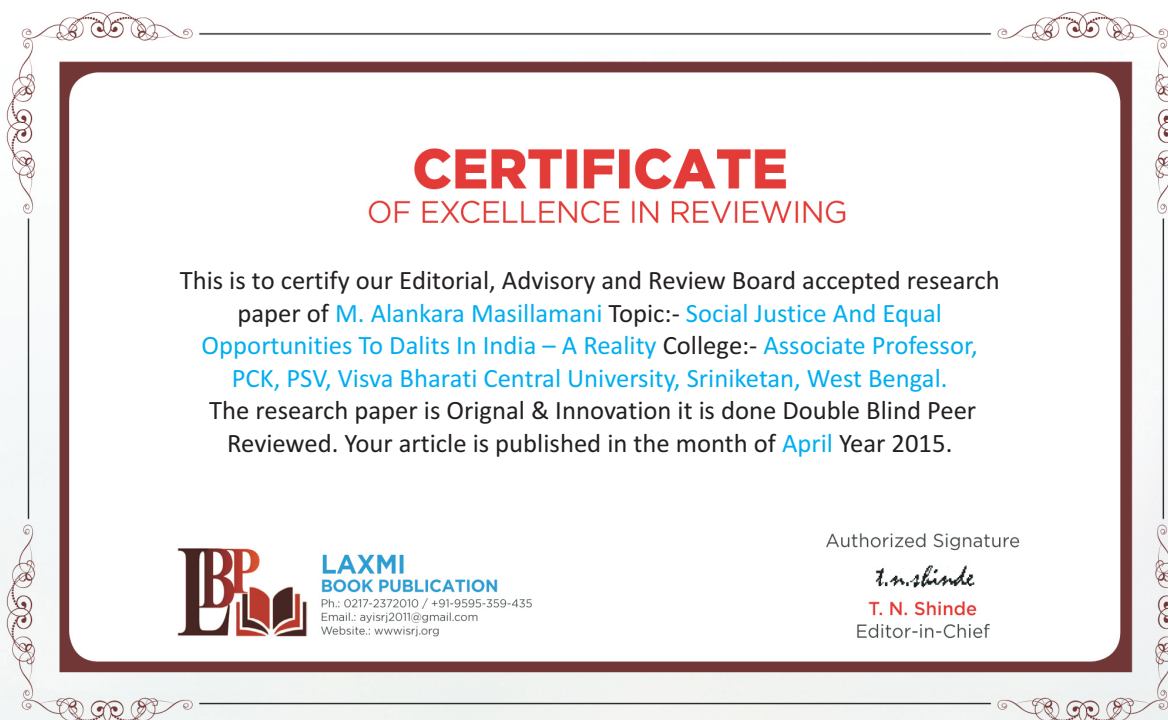 CERTIFICATE
OF EXCELLENCE IN REVIEWING
This is to certify our Editorial, Advisory and Review Board accepted research
paper of M. Alankara Masillamani Topic:- Social Justice And Equal
Opportunities To Dalits In India – A Reality College:- Associate Professor,
PCK, PSV, Visva Bharati Central University, Sriniketan, West Bengal.
The research paper is Orignal & Innovation it is done Double Blind Peer
Reviewed. Your article is published in the month of April Year 2015.
LBP
LAXMI
BOOK PUBLICATION
Ph.: 0217-2372010 / +91-9595-359-435
Email.: ayisrj2011@gmail.com
Website.: wwwisrj.org
Authorized Signature
t.n.shinde
T. N. Shinde
Editor-in-Chief